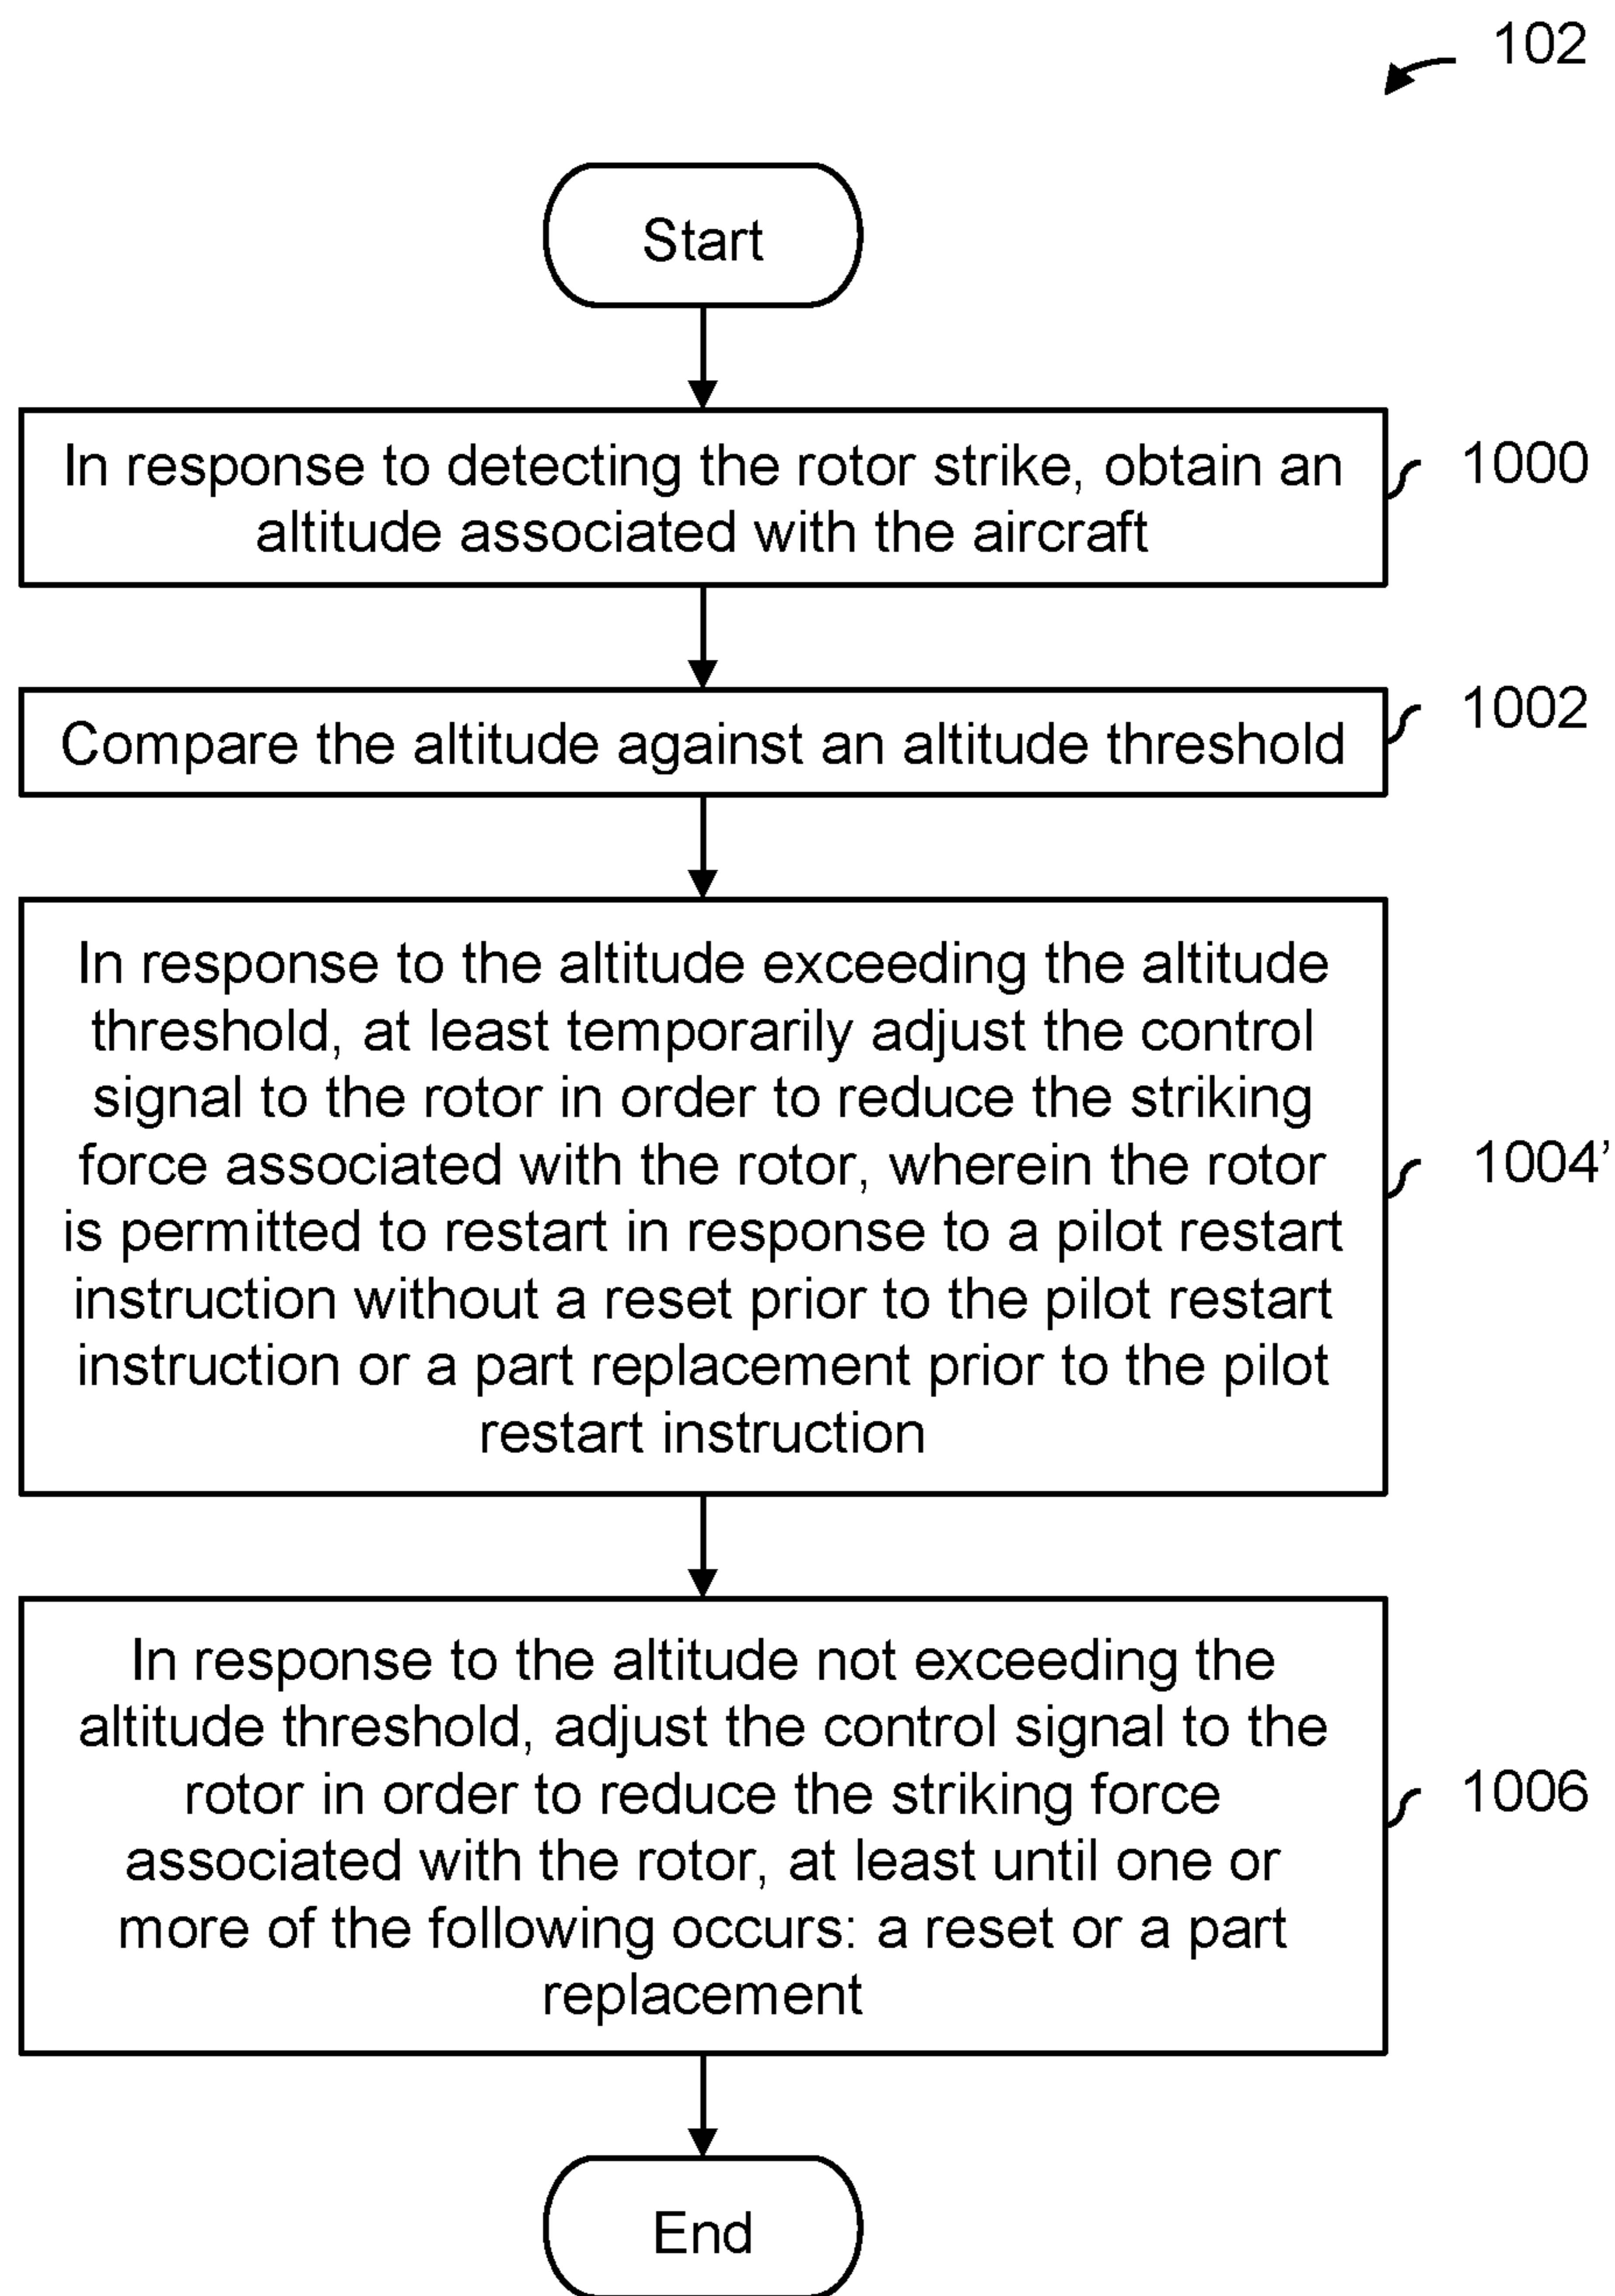 102
Start
In response to detecting the rotor strike, obtain an
altitude associated with the aircraft
1000
Compare the altitude against an altitude threshold
1002
In response to the altitude exceeding the altitude
threshold, at least temporarily adjust the control
signal to the rotor in order to reduce the striking
force associated with the rotor, wherein the rotor
is permitted to restart in response to a pilot restart
instruction without a reset prior to the pilot restart
instruction or a part replacement prior to the pilot
restart instruction
1004’
In response to the altitude not exceeding the
altitude threshold, adjust the control signal to the
rotor in order to reduce the striking force
associated with the rotor, at least until one or
more of the following occurs: a reset or a part
replacement
1006
End